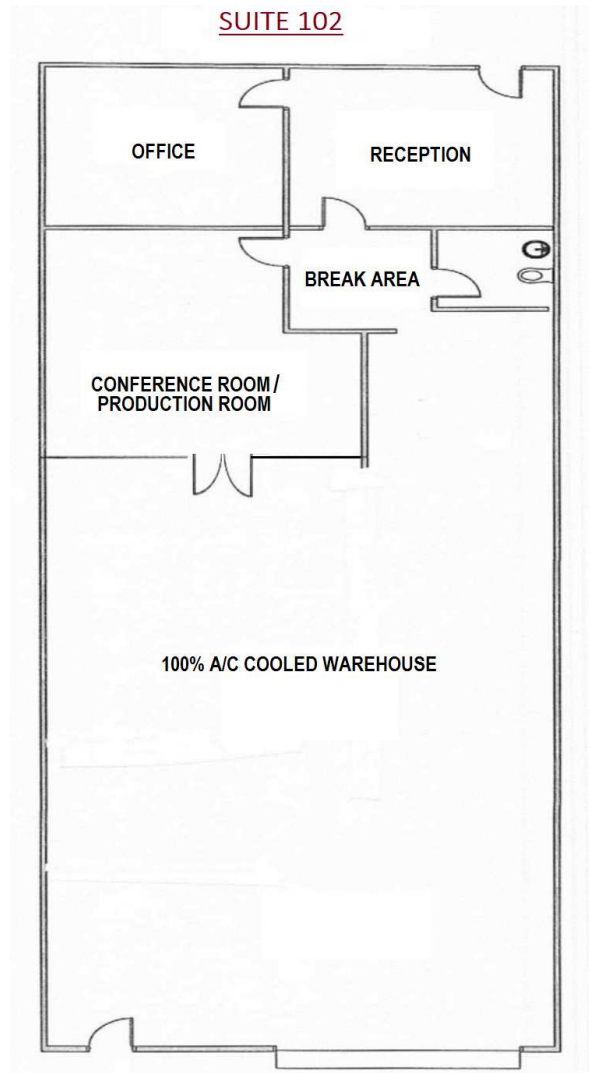 SUITE 102
OFFICE
RECEPTION
BREAK AREA
CONFERENCE ROOM /
PRODUCTION ROOM
100% A/C COOLED WAREHOUSE